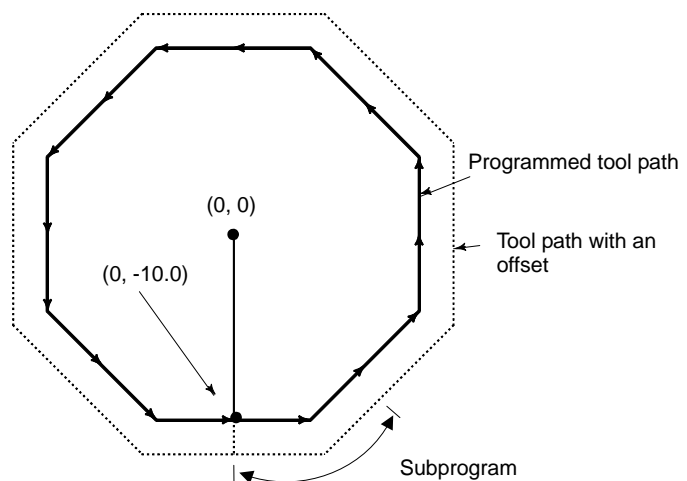 Programmed tool path
(0, 0)
Tool path with an
offset
(0, -10.0)
Subprogram